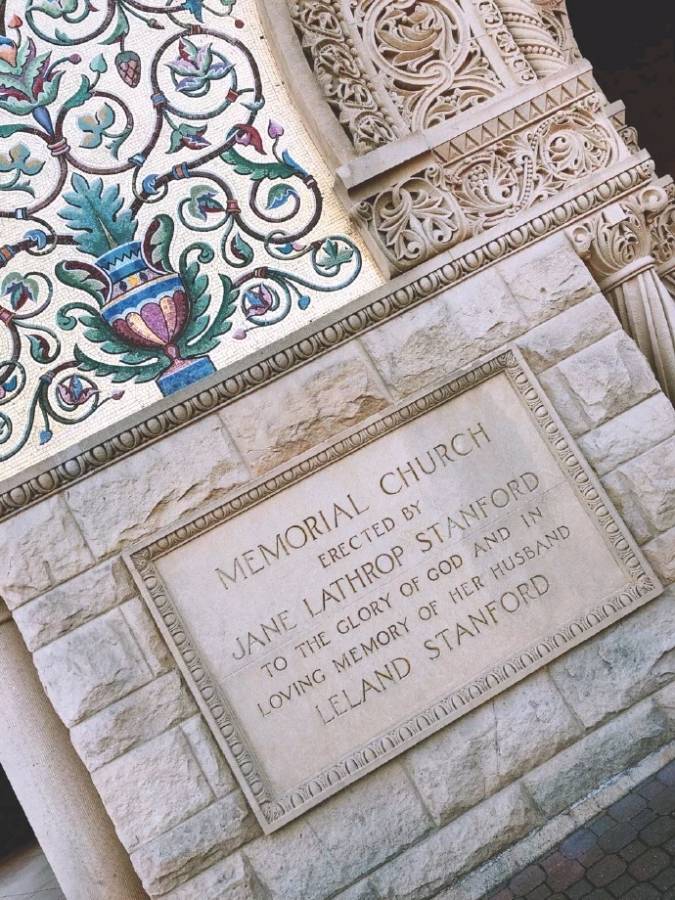 MEMORIAL CHURCH
ERECTED BY
JANE LATHROP STANFORD
TO THE GLORY OF GOD AND IN
LOVING MEMORY OF HER HUSBAND
LELAND STANFORD